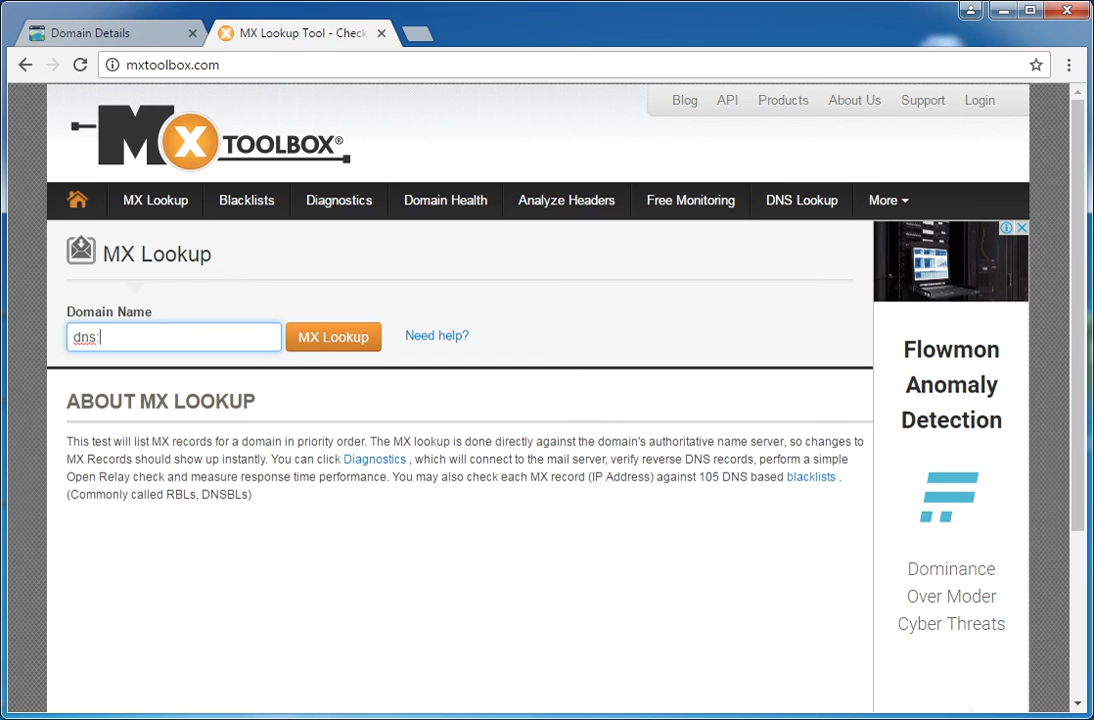 Domain Details
MX Lookup Tool - Check
mxtoolbox.com
Blog API Products About Us Support Login
MX TOOLBOX®
MX Lookup Blacklists Diagnostics Domain Health Analyze Headers Free Monitoring DNS Lookup More
MX Lookup
Domain Name
dns:
MX Lookup
Need help?
ABOUT MX LOOKUP
This test will list MX records for a domain in priority order. The MX lookup is done directly against the domain's authoritative name server, so changes to
MX Records should show up instantly. You can click Diagnostics , which will connect to the mail server, verify reverse DNS records, perform a simple
Open Relay check and measure response time performance. You may also check each MX record (IP Address) against 105 DNS based blacklists .
(Commonly called RBLs, DNSBLs)
Flowmon
Anomaly
Detection
Dominance
Over Moder
Cyber Threats